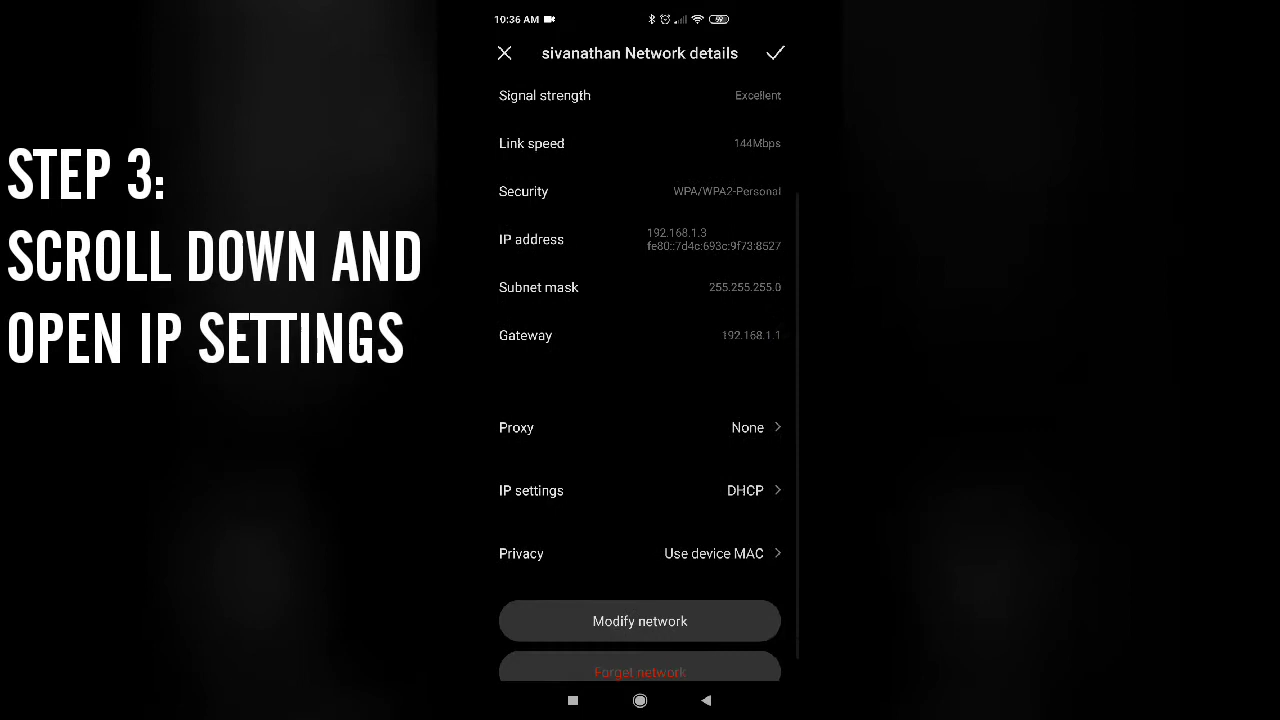 STEP 3:
SCROLL DOWN AND
OPEN IP SETTINGS
10:36 AM
99
sivanathan Network details
Signal strength Excellent
Link speed 144Mbps
Security WPA/WPA2-Personal
IP address 192.168.1.3
fe80::7d4c:693c:9f73:8527
Subnet mask 255.255.255.0
Gateway 192.168.1.1
Proxy None
IP settings DHCP
Privacy Use device MAC
Modify network
Forget network